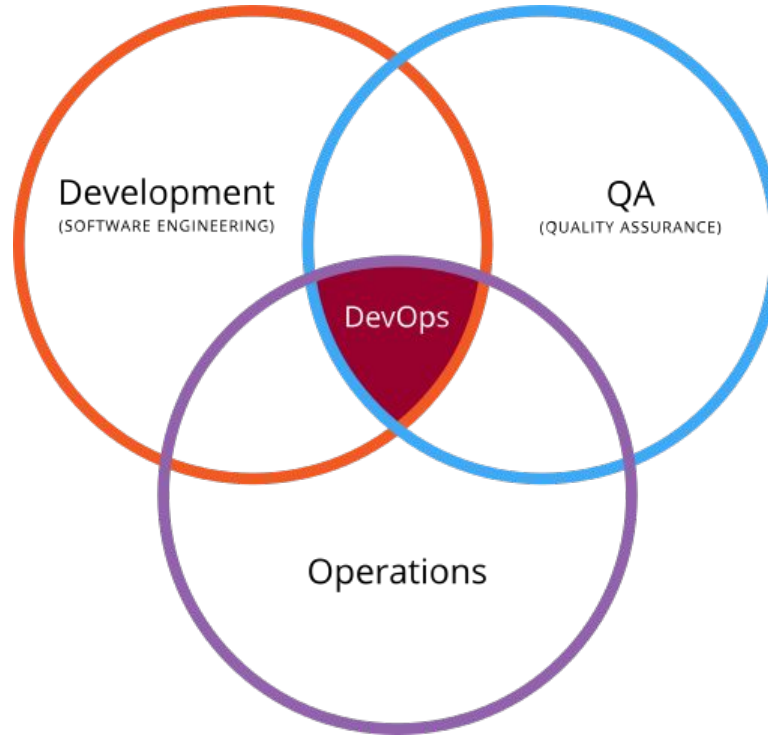 Development
(SOFTWARE ENGINEERING)
QA
(QUALITY ASSURANCE)
DevOps
Operations